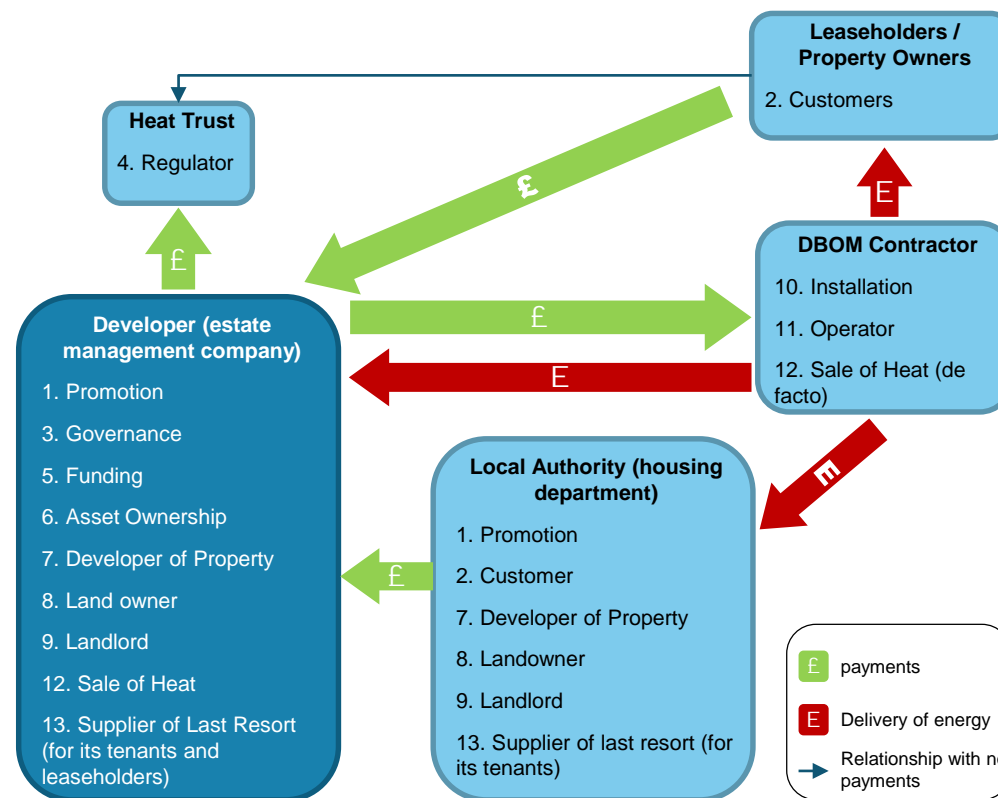 Leaseholders /
Property Owners
2. Customers
Heat Trust
4. Regulator
£
E
£
DBOM Contractor
10. Installation
11. Operator
12. Sale of Heat (de
facto)
£
E
Developer (estate
management company)
1. Promotion
3. Governance
5. Funding
6. Asset Ownership
7. Developer of Property
8. Land owner
9. Landlord
12. Sale of Heat
13. Supplier of Last Resort
(for its tenants and
leaseholders)
E
£
Local Authority (housing
department)
1. Promotion
2. Customer
7. Developer of Property
8. Landowner
9. Landlord
13. Supplier of last resort (for
its tenants)
£ payments
E Delivery of energy
Relationship with no
payments